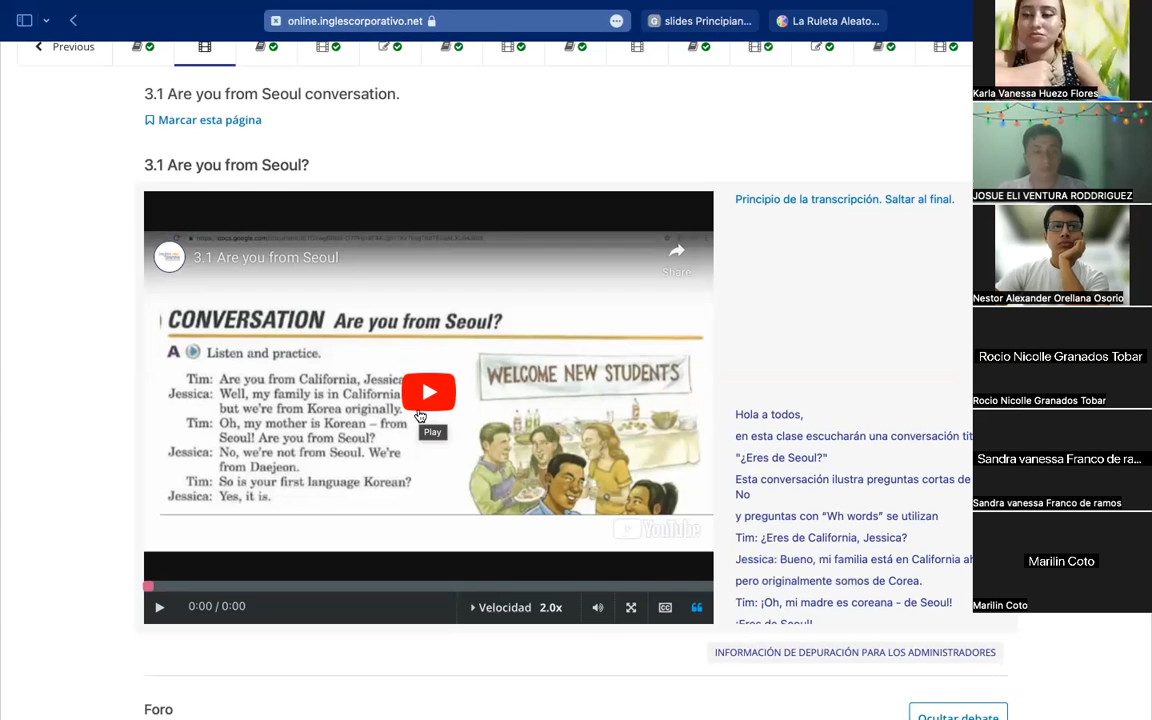 online.inglescorporativo.net
slides Principian...
La Ruleta Aleato...
Previous
3.1 Are you from Seoul conversation.
Marcar esta página
3.1 Are you from Seoul?
3.1 Are you from Seoul
Share
CONVERSATION Are you from Seoul?
A Listen and practice.
Tim: Are you from California, Jessica
Jessica: Well, my family is in California
but we're from Korea originally.
Tim: Oh, my mother is Korean – from
Seoul! Are you from Seoul?
Jessica: No, we're not from Seoul. We're
from Daejeon.
Tim: So is your first language Korean?
Jessica: Yes, it is.
WELCOME NEW STUDENTS
Play
YouTube
0:00 / 0:00
Velocidad 2.0x
CC
Principio de la transcripción. Saltar al final.
Hola a todos,
en esta clase escucharán una conversación tit
"¿Eres de Seoul?"
Esta conversación ilustra preguntas cortas de
No
y preguntas con “Wh words” se utilizan
Tim: ¿Eres de California, Jessica?
Jessica: Bueno, mi familia está en California ah
pero originalmente somos de Corea.
Tim: ¡Oh, mi madre es coreana - de Seoul!
¿Eres de Seoul?
INFORMACIÓN DE DEPURACIÓN PARA LOS ADMINISTRADORES
Foro
Ocultar debate
Karla Vanessa Huezo Flores
JOSUE ELI VENTURA RODDRIGUEZ
Nestor Alexander Orellana Osorio
Rocio Nicolle Granados Tobar
Rocio Nicolle Granados Tobar
Sandra vanessa Franco de ra...
Sandra vanessa Franco de ramos
Marilin Coto
Marilin Coto